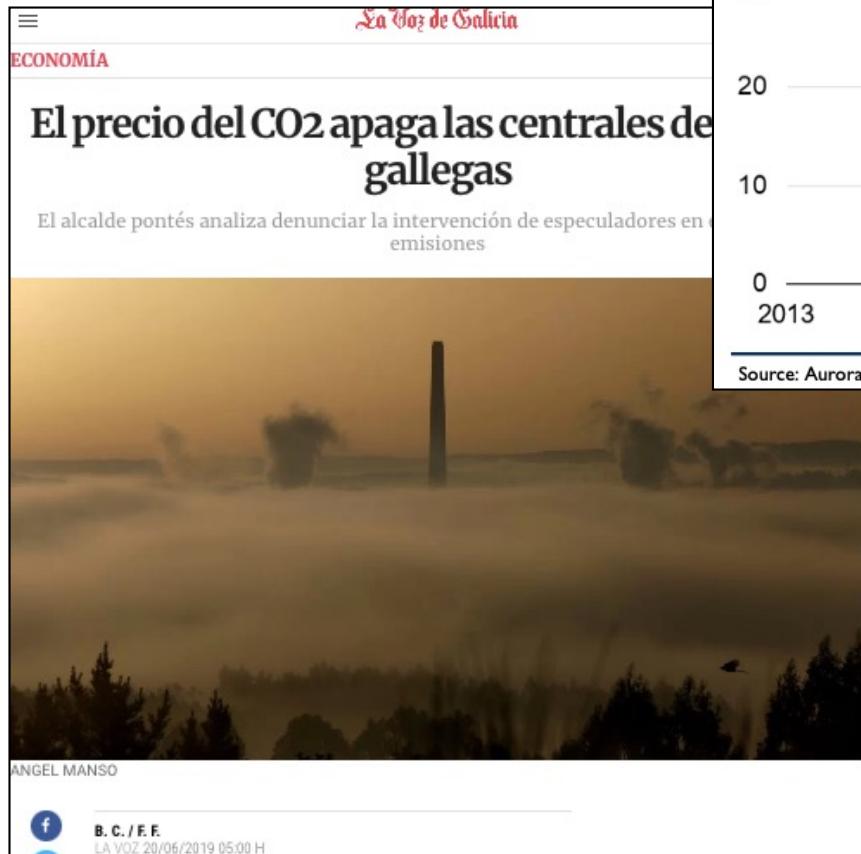 La Voz de Galicia
ECONOMÍA
El precio del CO2 apaga las centrales de
gallegas
El alcalde pontés analiza denunciar la intervención de especuladores en
emisiones
ANGEL MANSO
B. C. / F. F.
LA VOZ 20/06/2019 05:00 H
20
10
0
2013
Source: Aurora